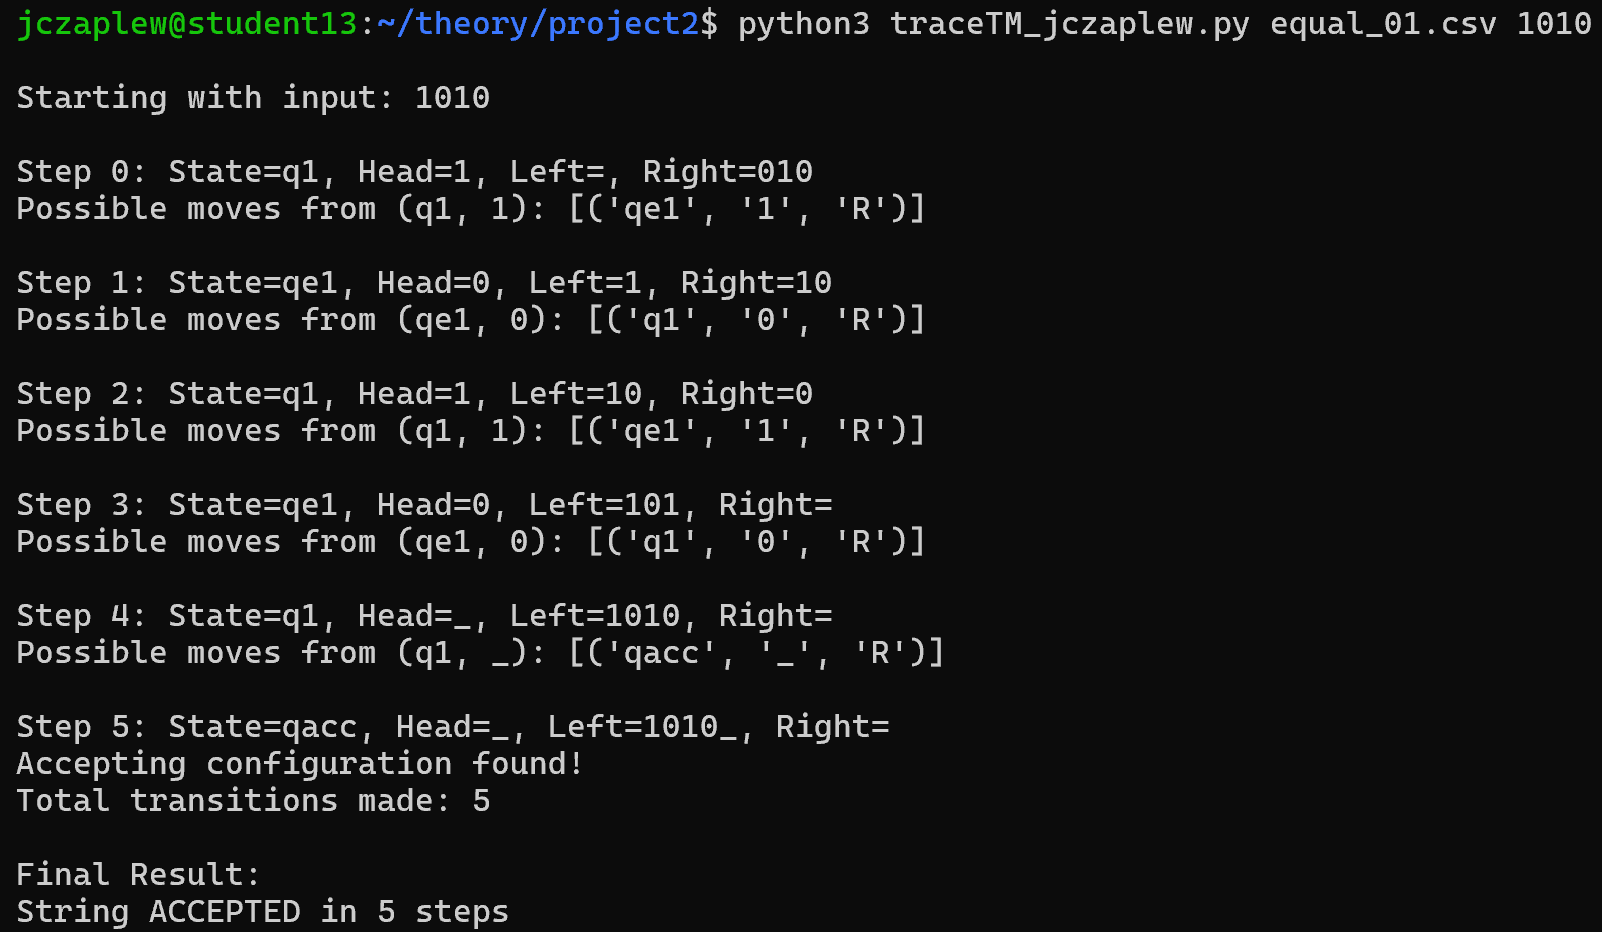 jczaplew@student13:~/theory/project2$ python3 traceTM_jczaplew.py equal_01.csv 1010
Starting with input: 1010
Step 0: State=q1, Head=1, Left=, Right=010
Possible moves from (q1, 1): [('qe1', '1', 'R')]
Step 1: State=qe1, Head=0, Left=1, Right=10
Possible moves from (qe1, 0): [('q1', '0', 'R')]
Step 2: State=q1, Head=1, Left=10, Right=0
Possible moves from (q1, 1): [('qe1', '1', 'R')]
Step 3: State=qe1, Head=0, Left=101, Right=
Possible moves from (qe1, 0): [('q1', '0', 'R')]
Step 4: State=q1, Head=_, Left=1010, Right=
Possible moves from (q1, _): [('qacc', '_', 'R')]
Step 5: State=qacc, Head=_, Left=1010_, Right=
Accepting configuration found!
Total transitions made: 5
Final Result:
String ACCEPTED in 5 steps